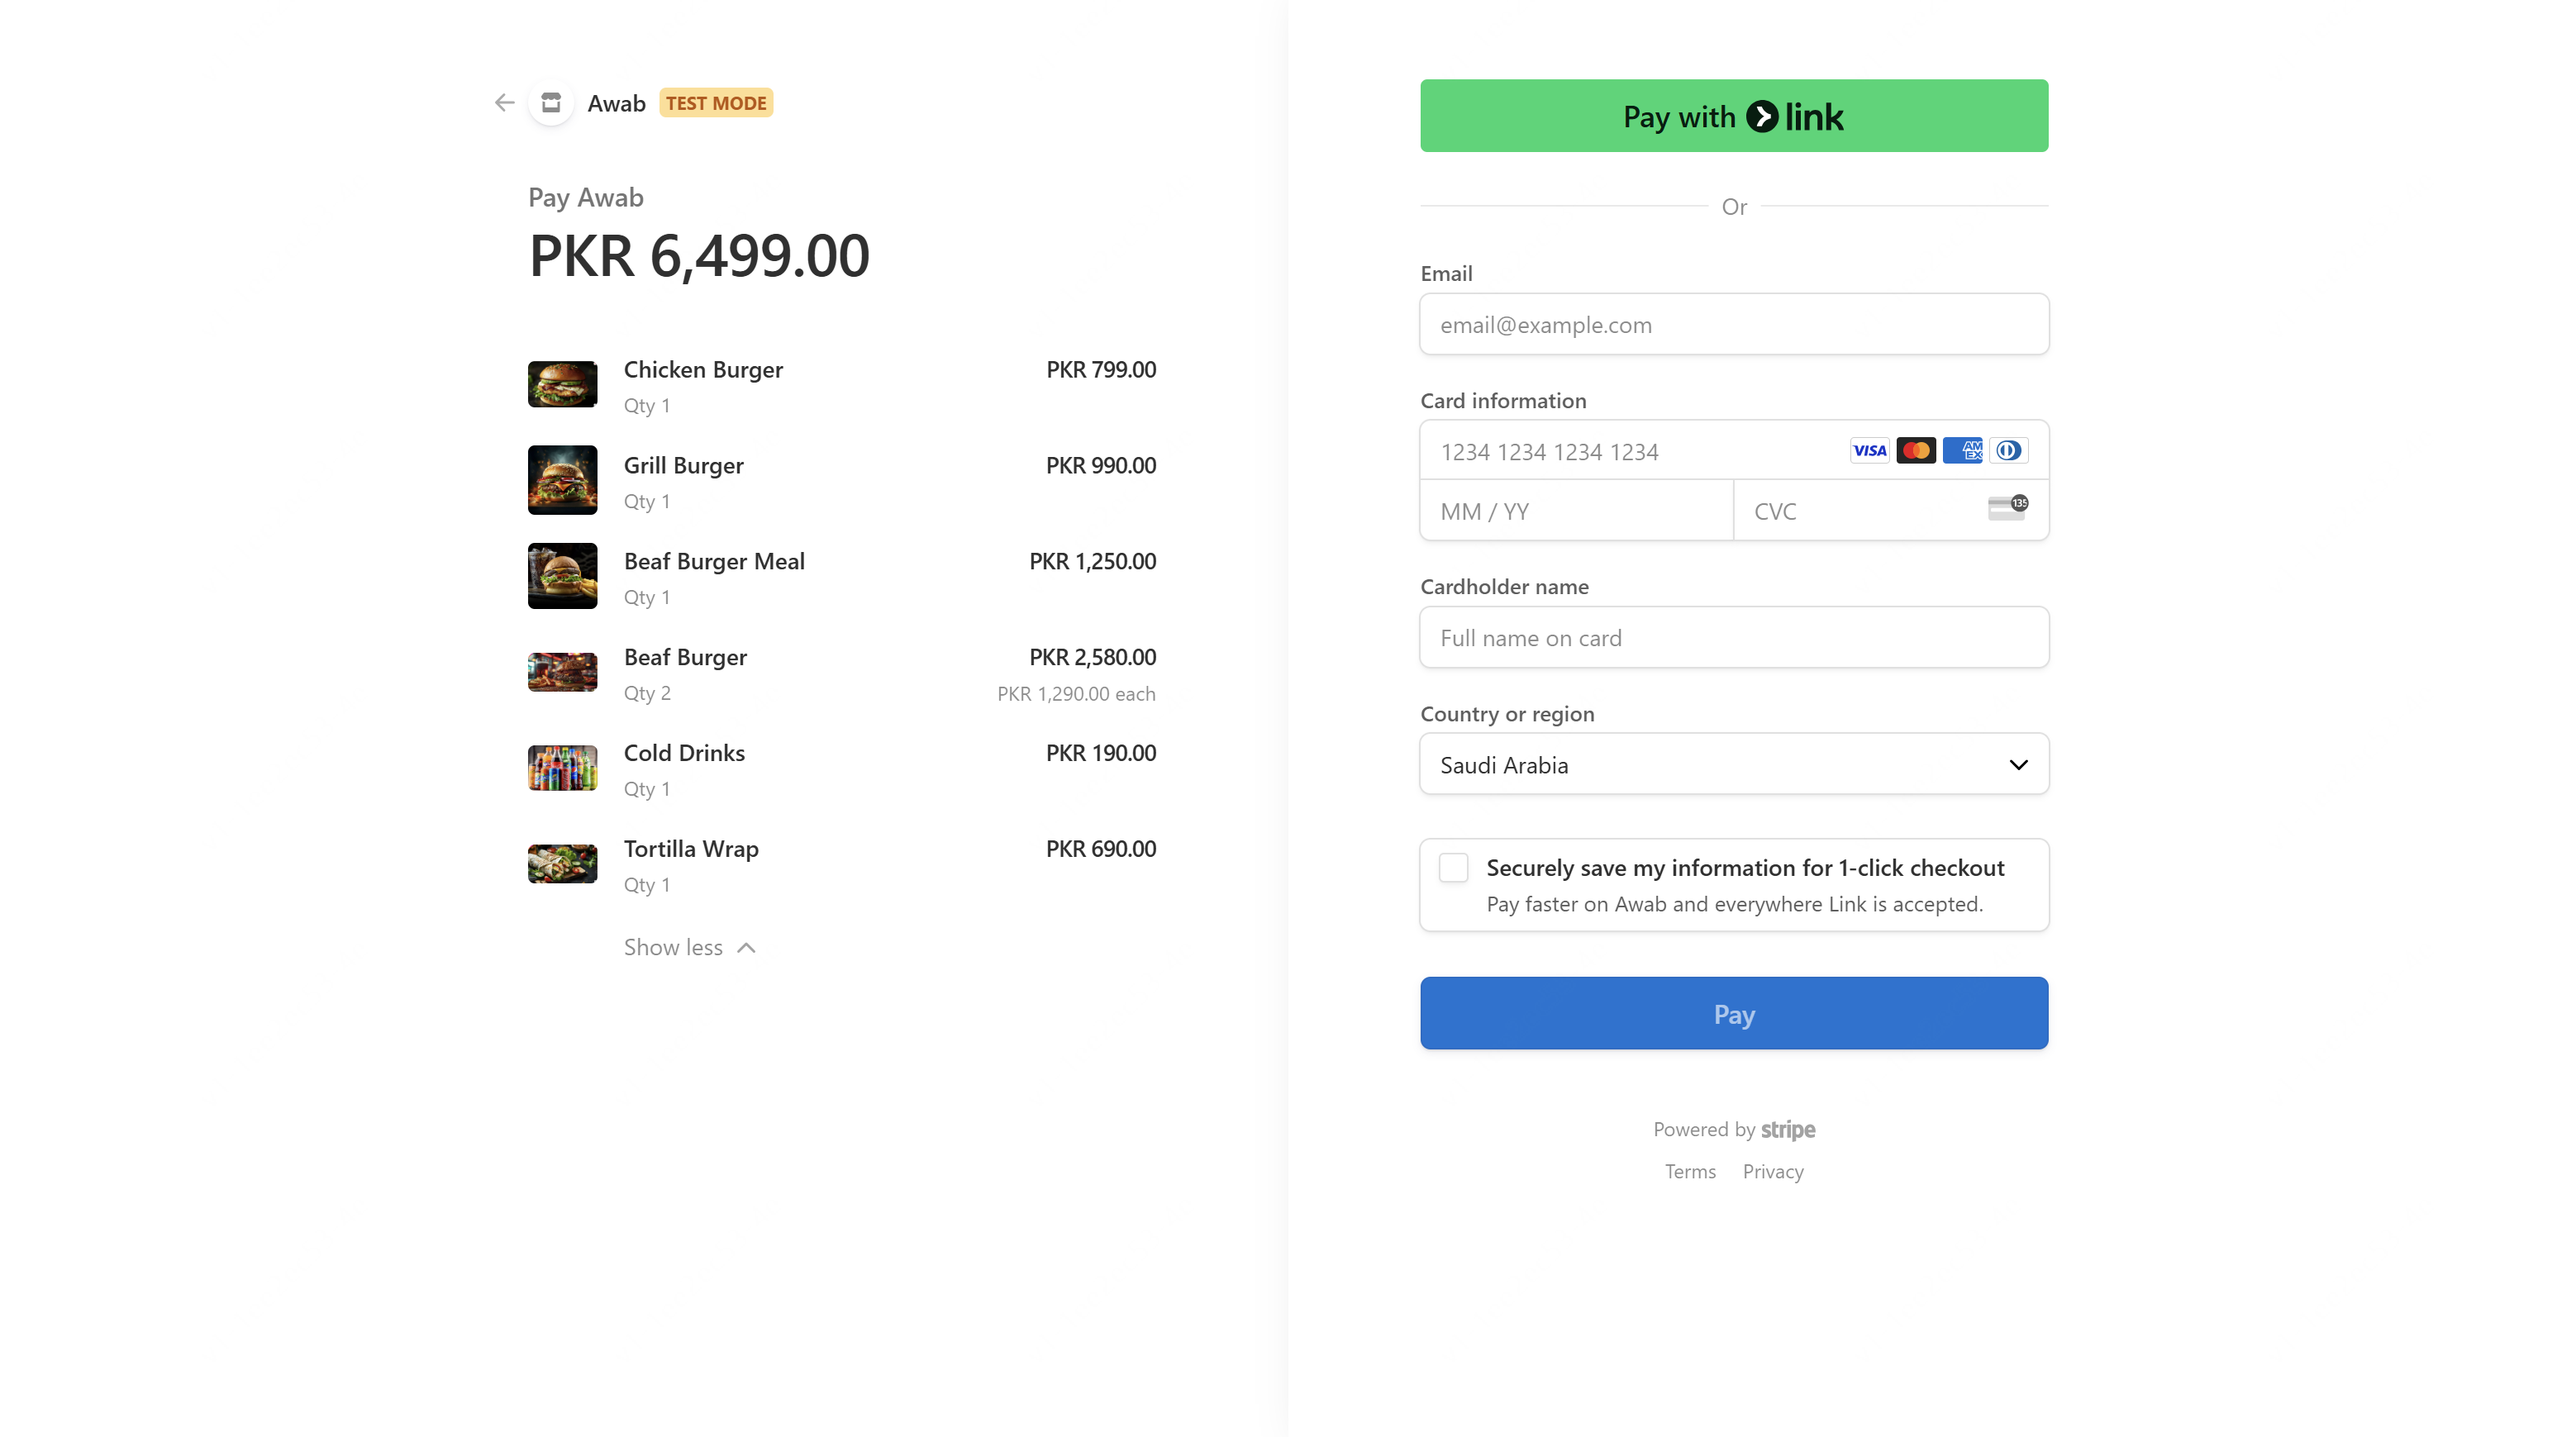 Awab TEST MODE
Pay Awab
PKR 6,499.00
Chicken Burger PKR 799.00
Qty 1
Grill Burger PKR 990.00
Qty 1
Beaf Burger Meal PKR 1,250.00
Qty 1
Beaf Burger PKR 2,580.00
Qty 2 PKR 1,290.00 each
Cold Drinks PKR 190.00
Qty 1
Tortilla Wrap PKR 690.00
Qty 1
Show less
Pay with link
Or
Email
email@example.com
Card information
1234 1234 1234 1234 VISA AMEX
MM / YY CVC 135
Cardholder name
Full name on card
Country or region
Saudi Arabia
Securely save my information for 1-click checkout
Pay faster on Awab and everywhere Link is accepted.
Pay
Powered by stripe
Terms Privacy